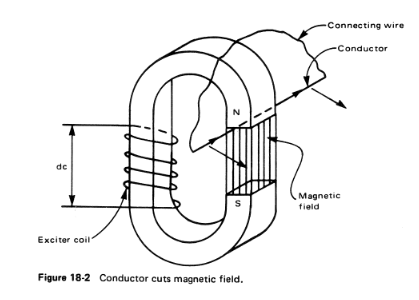 Connecting wire
Conductor
N
dc
Magnetic
field
S
Exciter coil
Figure 18-2 Conductor cuts magnetic field.